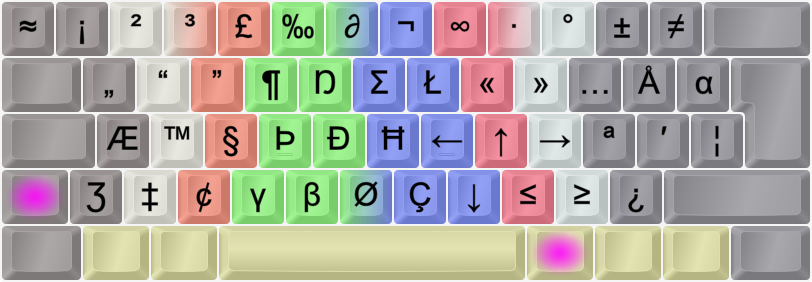 ≈ ¡ ² ³ £ ‰ ∂ ¬ ∞ · ° ± ≠
„ “ ” ¶ Ŋ Σ Ł « » … Å α
Æ ™ § Þ Ð Ħ ← ↑ → ª ′ ¦
Ʒ ‡ ¢ γ β Ø Ç ↓ ≤ ≥ ¿